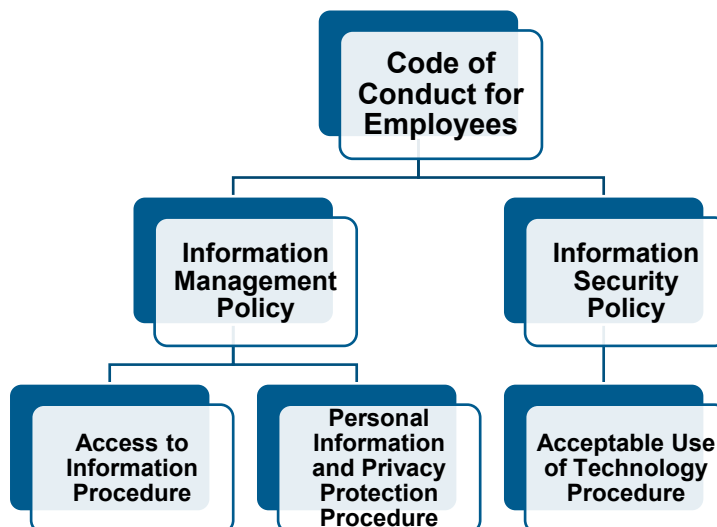 Code of
Conduct for
Employees
Information
Management
Policy
Information
Security
Policy
Access to
Information
Procedure
Personal
Information
and Privacy
Protection
Procedure
Acceptable Use
of Technology
Procedure